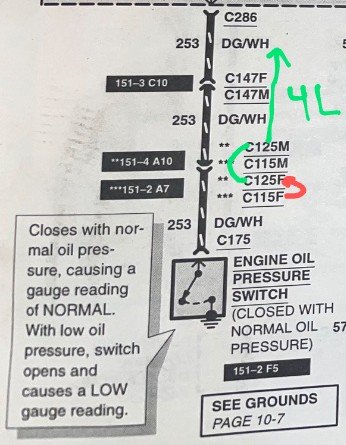 C286
253 DG/WH
151–3 C10
C147F
C147M
253 DG/WH
4L
** C125M
**151–4 A10
*** C115M
** C125F
***151–2 A7
*** C115F
253 DG/WH
C175
Closes with nor-
mal oil pres-
sure, causing a
gauge reading
of NORMAL.
With low oil
pressure, switch
opens and
causes a LOW
gauge reading.
ENGINE OIL
PRESSURE
SWITCH
(CLOSED WITH
NORMAL OIL
PRESSURE)
57
151–2 F5
SEE GROUNDS
PAGE 10-7